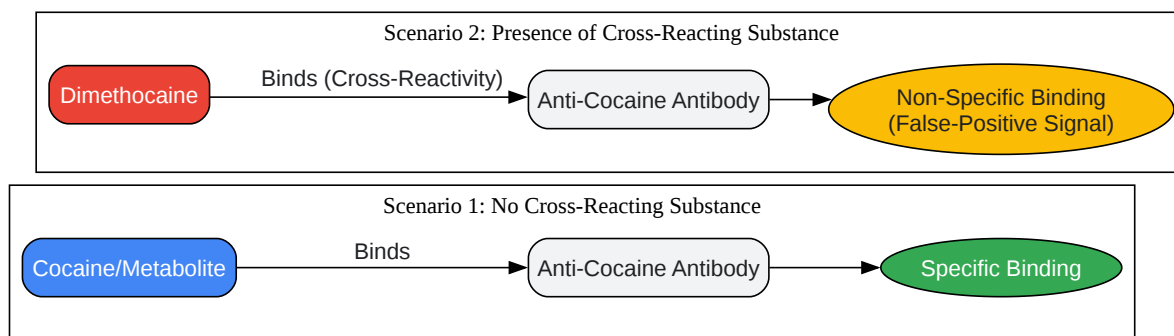 Scenario 2: Presence of Cross-Reacting Substance
Dimethocaine
Binds (Cross-Reactivity)
Anti-Cocaine Antibody
Non-Specific Binding
(False-Positive Signal)
Scenario 1: No Cross-Reacting Substance
Cocaine/Metabolite
Binds
Anti-Cocaine Antibody
Specific Binding